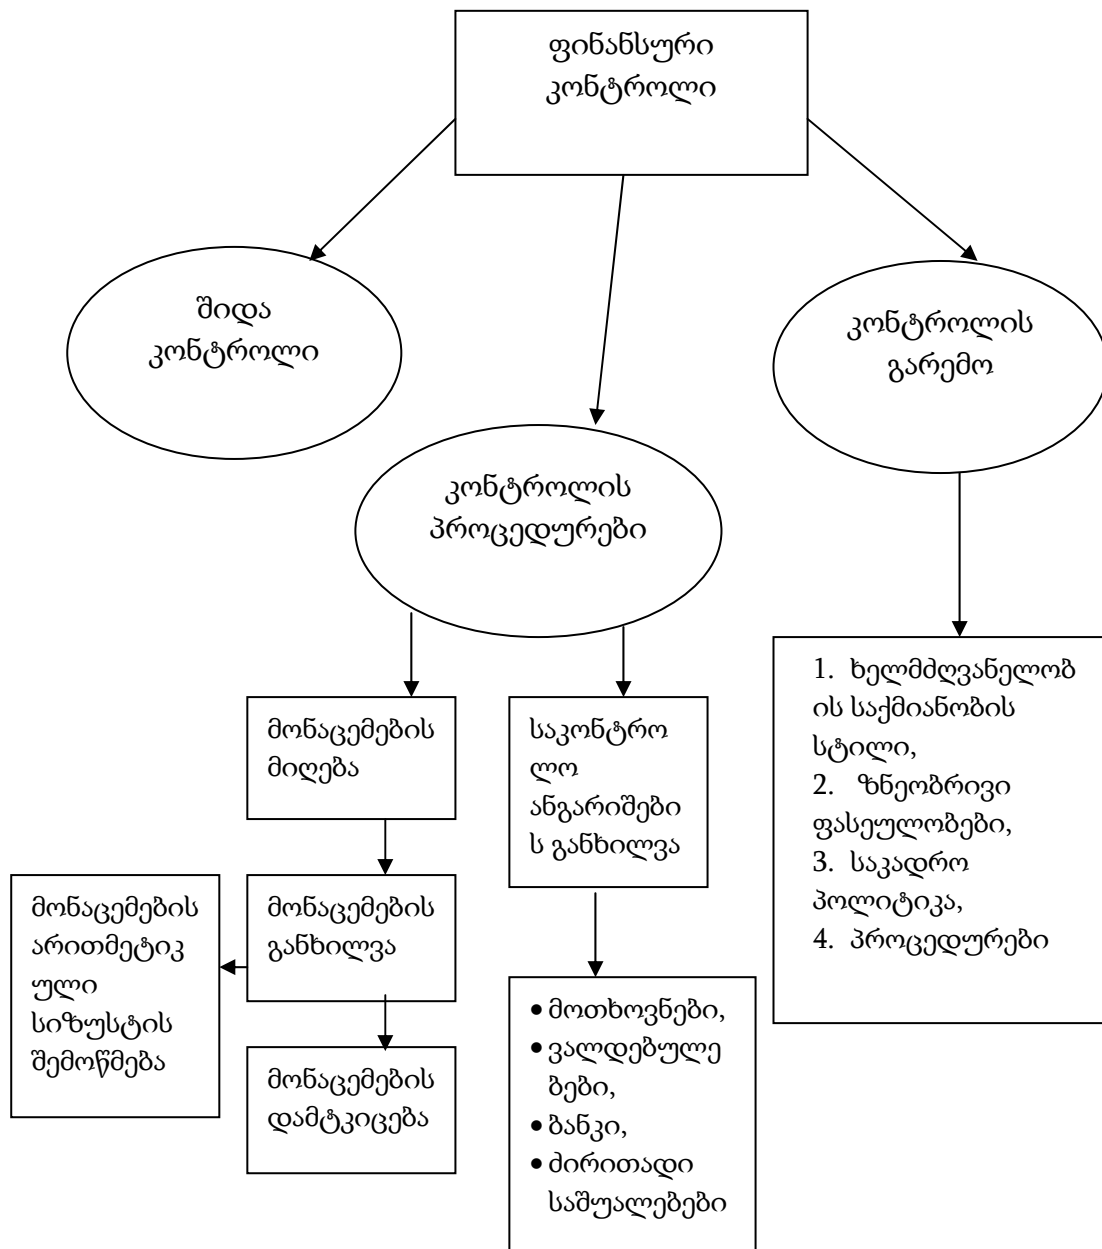 ფინანსური
კონტროლი
შიდა
კონტროლი
კონტროლის
გარემო
კონტროლის
პროცედურები
მონაცემების
მიღება
საკონტრო
ლო
ანგარიშები
ს განხილვა
1. ხელმძღვანელობ
ის საქმიანობის
სტილი,
2. ზნეობრივი
ფასეულობები,
3. საკადრო
პოლიტიკა,
4. პროცედურები
მონაცემების
არითმეტიკ
ული
სიზუსტის
შემოწმება
მონაცემების
განხილვა
მონაცემების
დამტკიცება
• მოთხოვნები,
• ვალდებულე
ბები,
• ბანკი,
• ძირითადი
საშუალებები